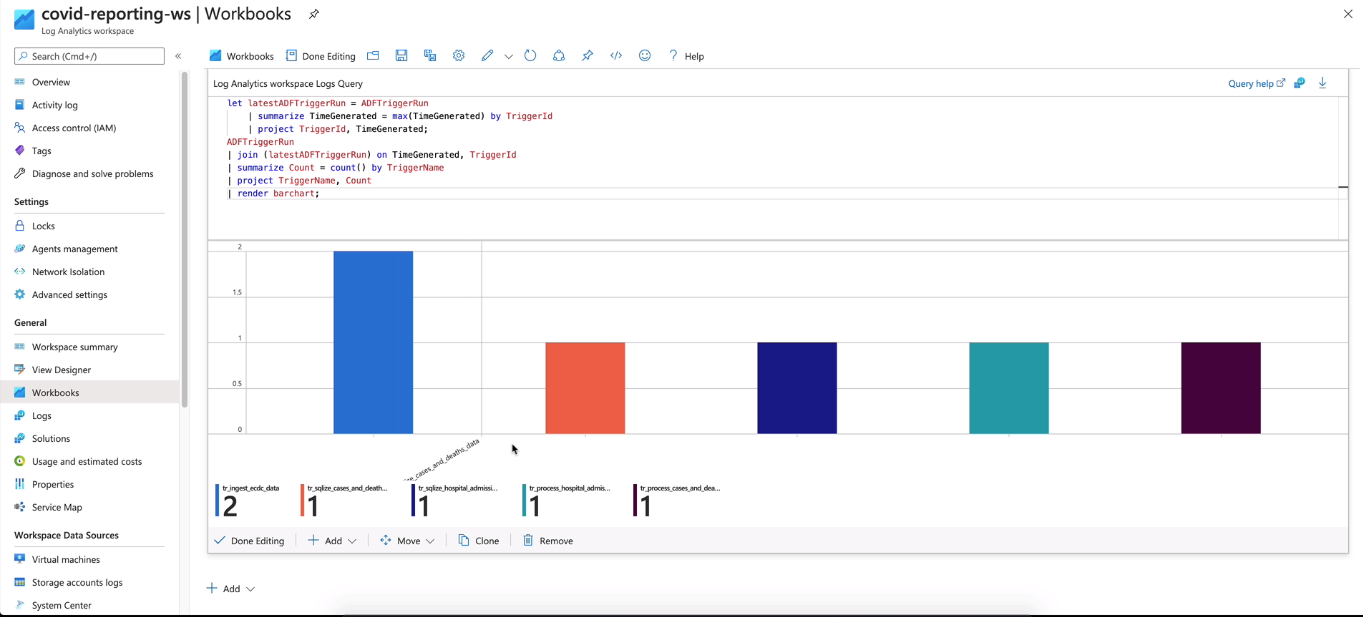 covid-reporting-ws | Workbooks
Log Analytics workspace
Search (Cmd+/)
«
Overview
Activity log
Access control (IAM)
Tags
Diagnose and solve problems
Settings
Locks
Agents management
Network Isolation
Advanced settings
General
Workspace summary
View Designer
Workbooks
Logs
Solutions
Usage and estimated costs
Properties
Service Map
Workspace Data Sources
Virtual machines
Storage accounts logs
System Center
Workbooks Done Editing ? Help
Log Analytics workspace Logs Query
Query help
let latestADFTriggerRun = ADFTriggerRun
| summarize TimeGenerated = max(TimeGenerated) by TriggerId
| project TriggerId, TimeGenerated;
ADFTriggerRun
| join (latestADFTriggerRun) on TimeGenerated, TriggerId
| summarize Count = count() by TriggerName
| project TriggerName, Count
| render barchart;
2
1.5
1
0.5
0
...e_cases_and_deaths_data
tr_ingest_ecdc_data tr_sqlize_cases_and_death... tr_sqlize_hospital_admissi... tr_process_hospital_admis... tr_process_cases_and_dea...
2 1 1 1 1
Done Editing + Add Move Clone Remove
+ Add